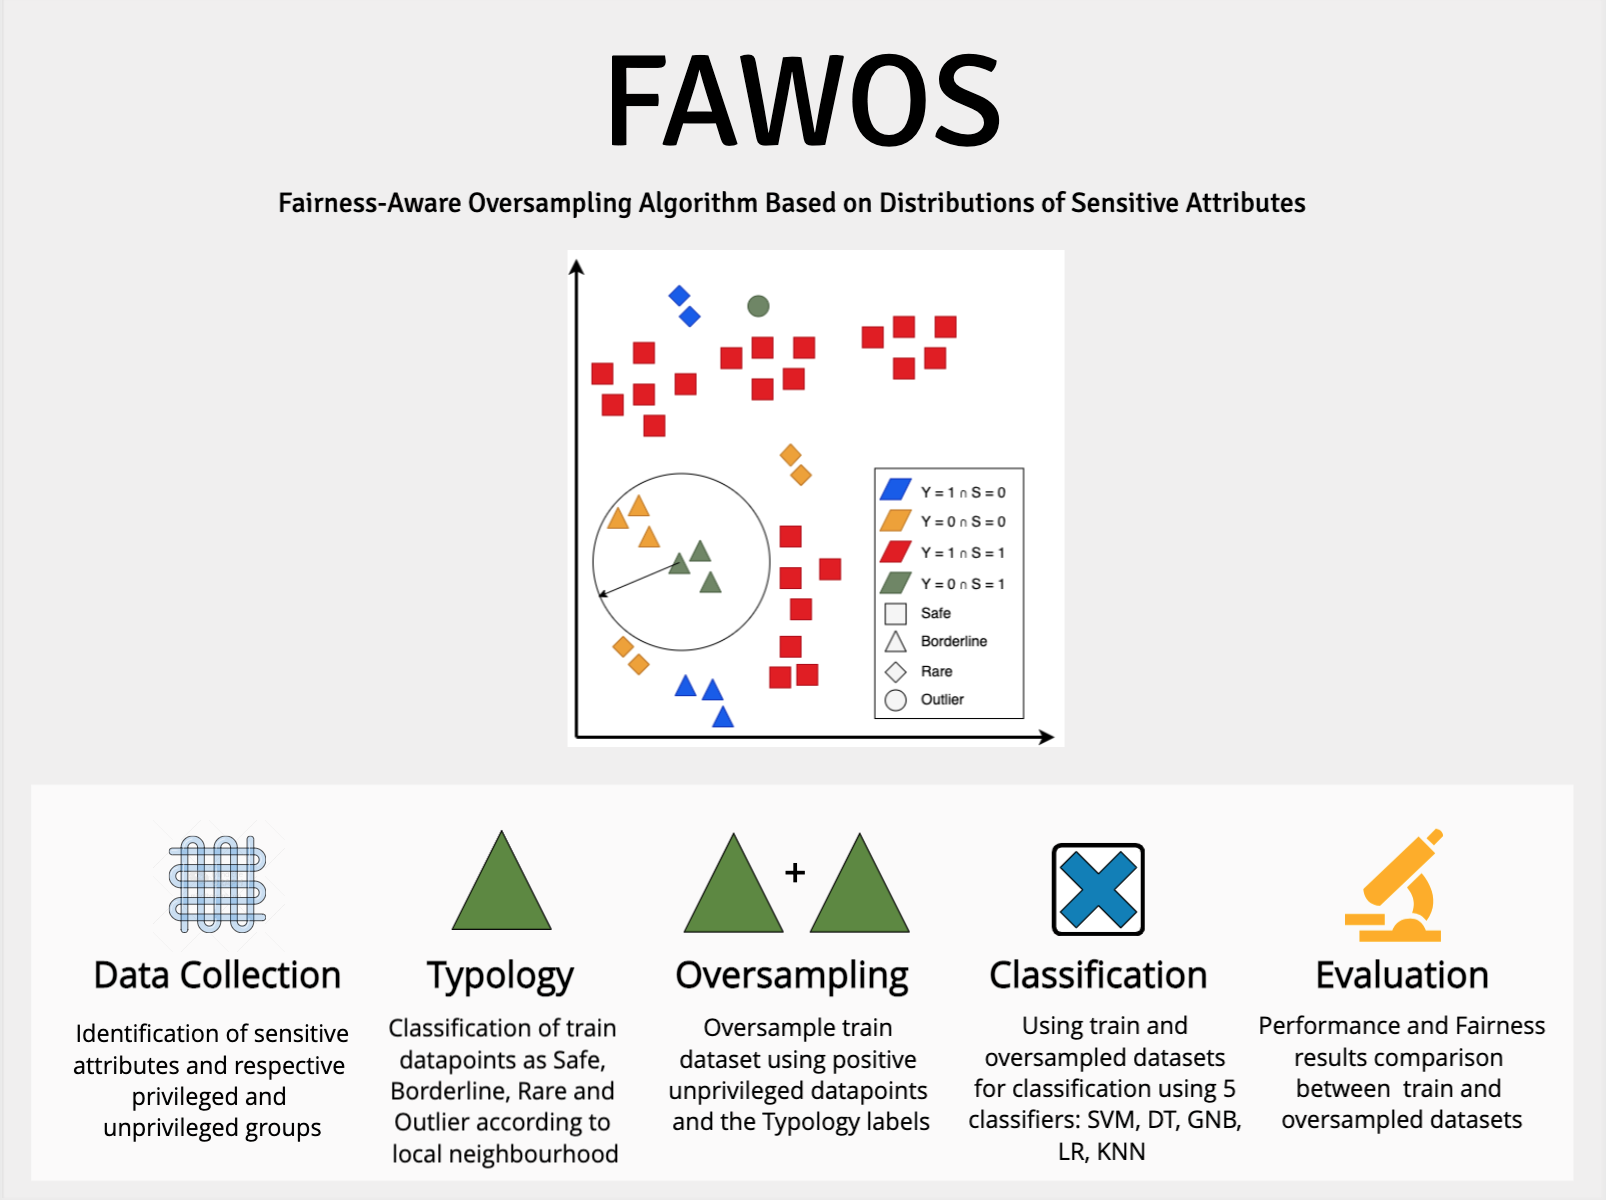 FAWOS
Fairness-Aware Oversampling Algorithm Based on Distributions of Sensitive Attributes
Y = 1 ∩ S = 0
Y = 0 ∩ S = 0
Y = 1 ∩ S = 1
Y = 0 ∩ S = 1
Safe
Borderline
Rare
Outlier
+
Data Collection
Identification of sensitive
attributes and respective
privileged and
unprivileged groups
Typology
Classification of train
datapoints as Safe,
Borderline, Rare and
Outlier according to
local neighbourhood
Oversampling
Oversample train
dataset using positive
unprivileged datapoints
and the Typology labels
Classification
Using train and
oversampled datasets
for classification using 5
classifiers: SVM, DT, GNB,
LR, KNN
Evaluation
Performance and Fairness
results comparison
between train and
oversampled datasets